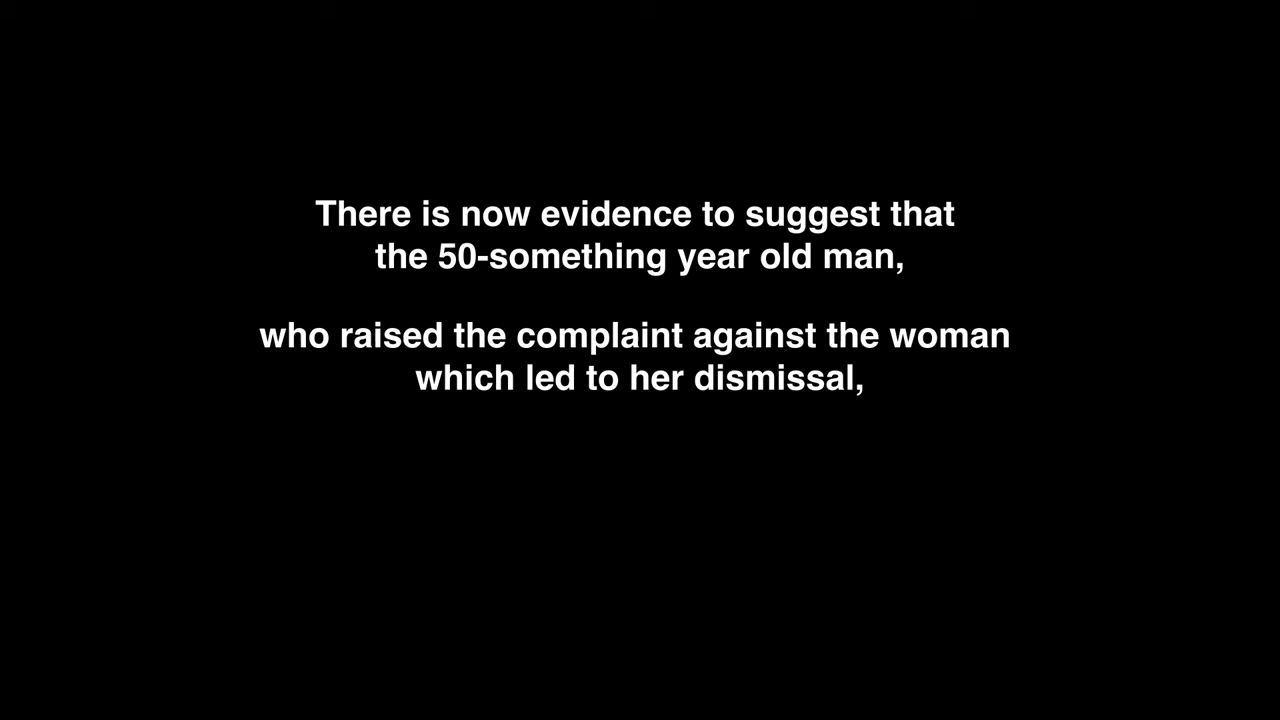 There is now evidence to suggest that
the 50-something year old man,
who raised the complaint against the woman
which led to her dismissal,